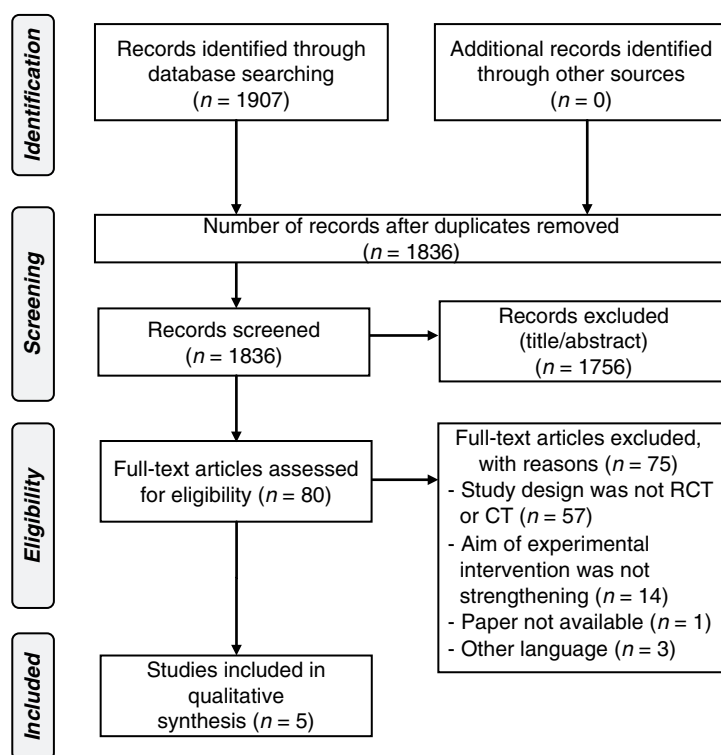 Identification
Records identified through
database searching
(n = 1907)
Additional records identified
through other sources
(n = 0)
Screening
Number of records after duplicates removed
(n = 1836)
Records screened
(n = 1836)
Records excluded
(title/abstract)
(n = 1756)
Eligibility
Full-text articles assessed
for eligibility (n = 80)
Full-text articles excluded,
with reasons (n = 75)
- Study design was not RCT
or CT (n = 57)
- Aim of experimental
intervention was not
strengthening (n = 14)
- Paper not available (n = 1)
- Other language (n = 3)
Included
Studies included in
qualitative
synthesis (n = 5)